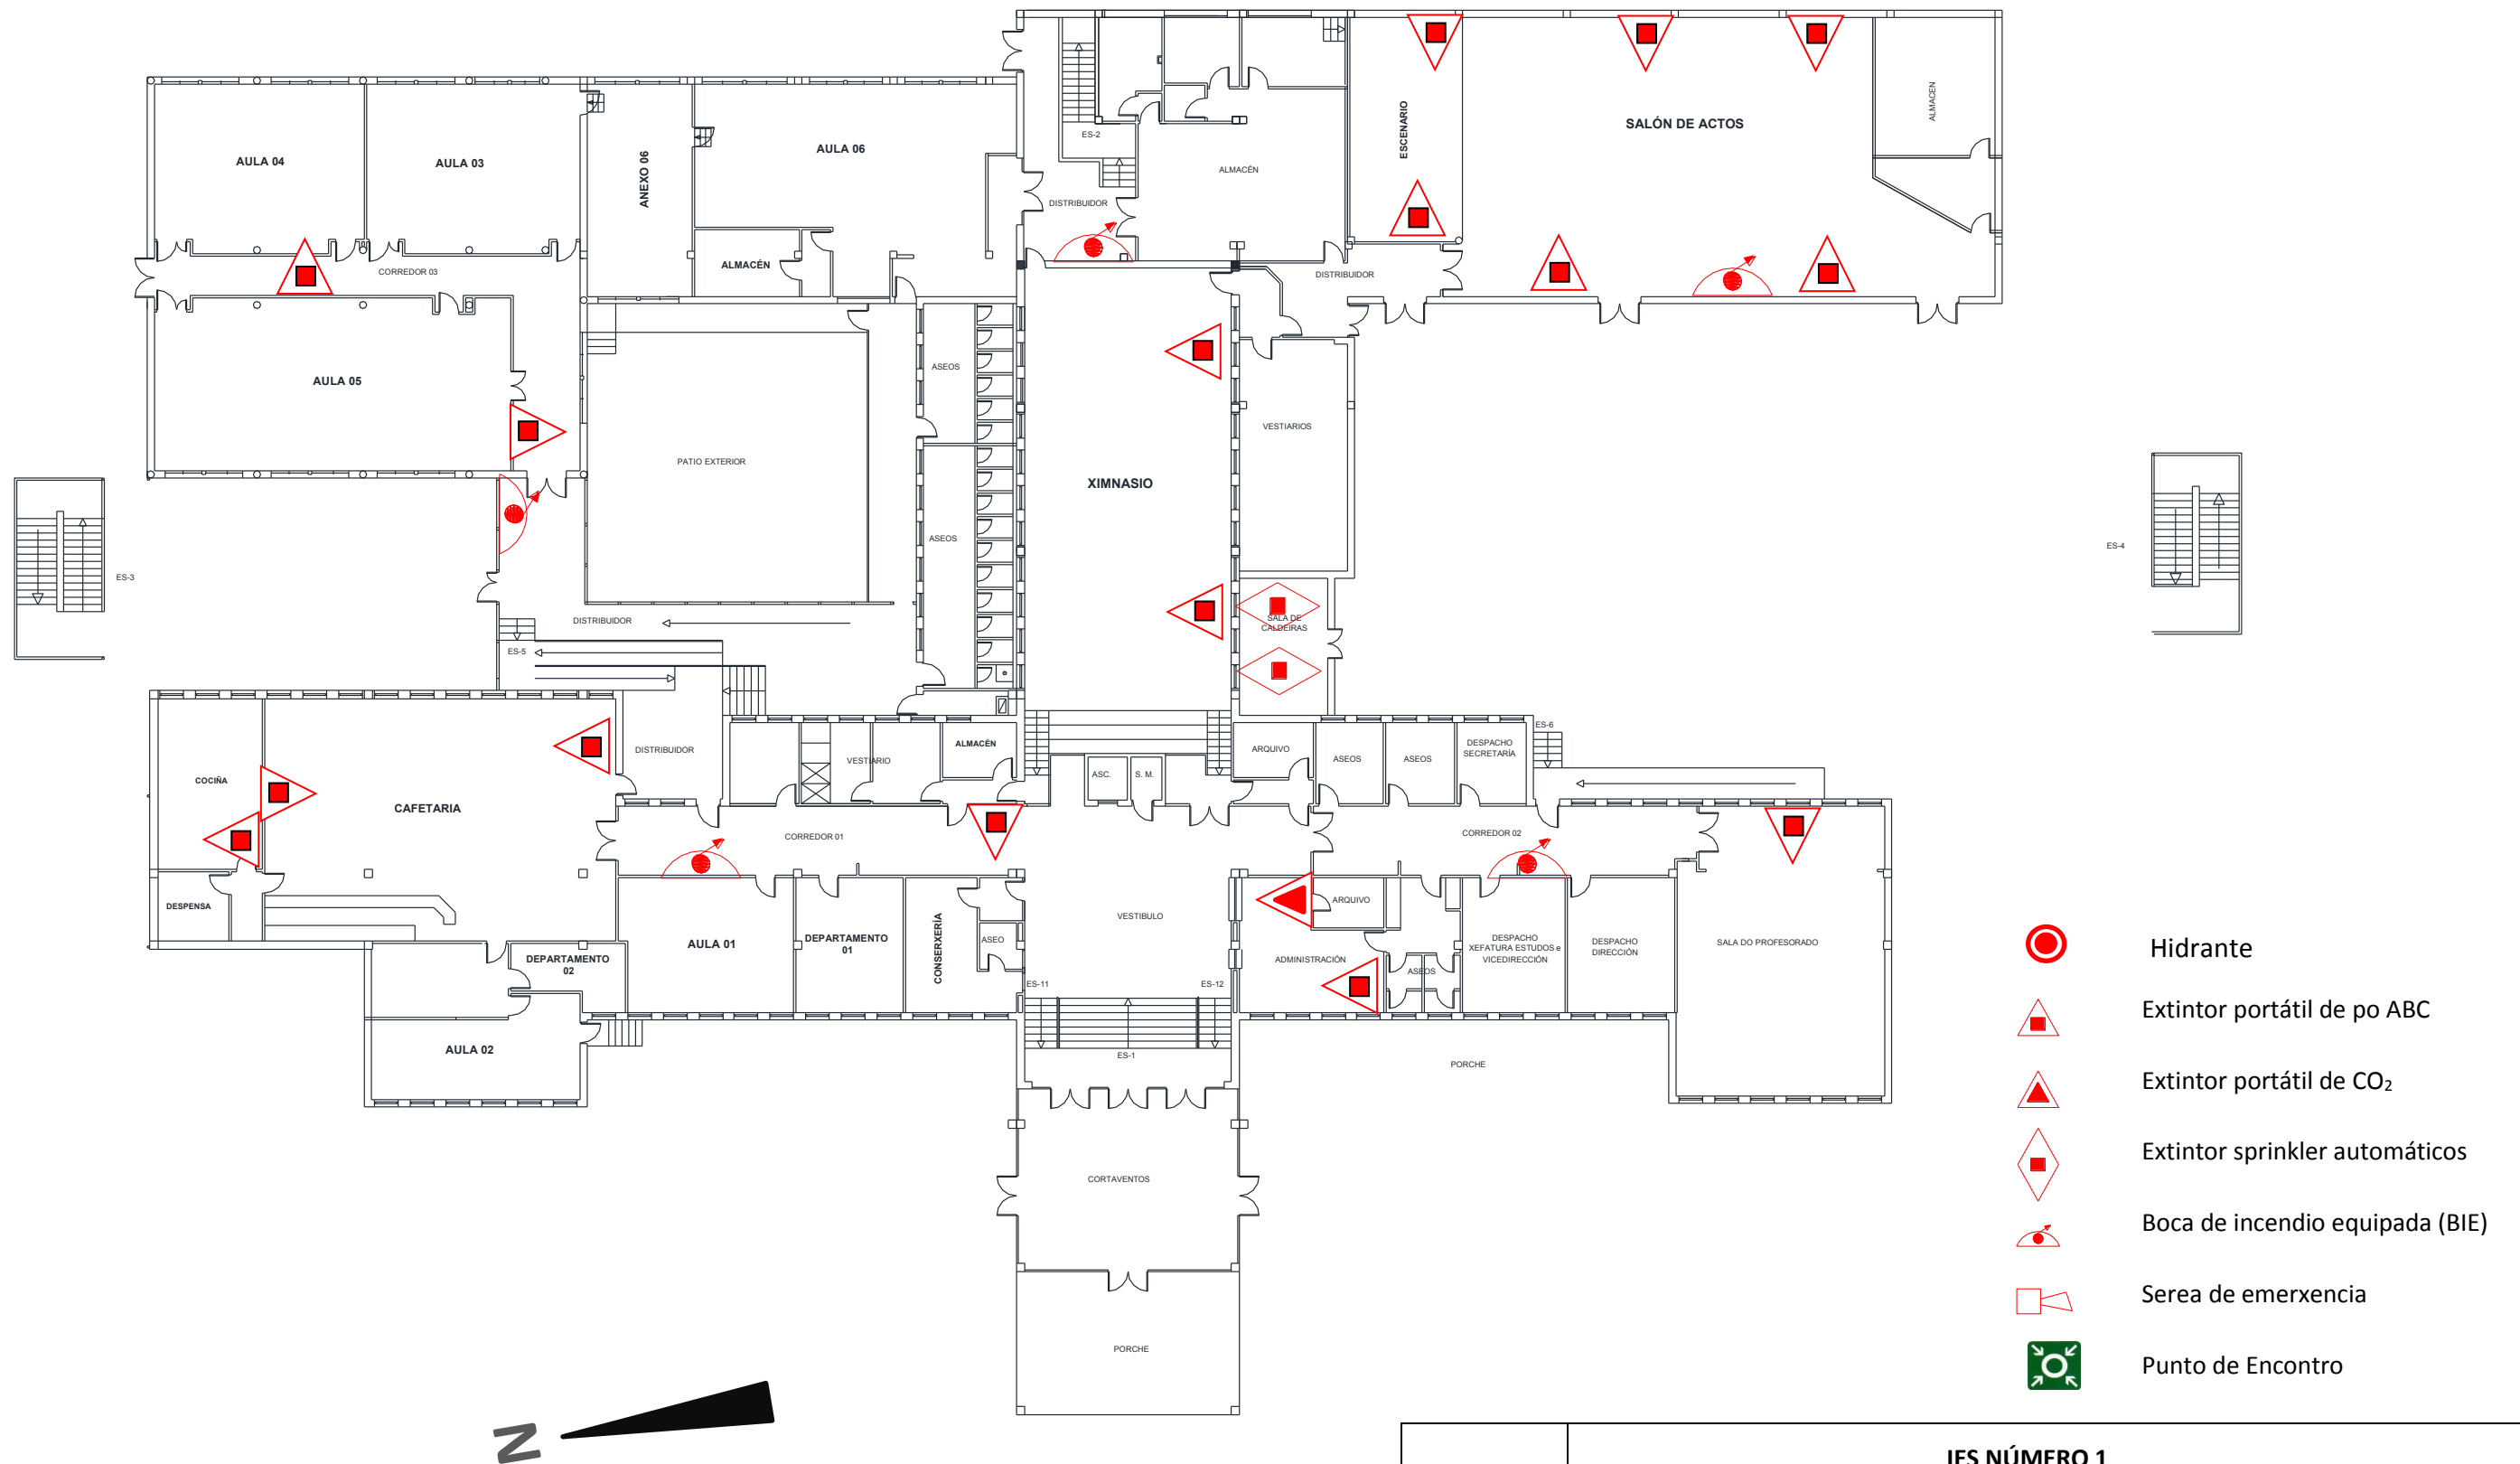 ES-2
ESCENARIO
SALÓN DE ACTOS
ALMACEN
AULA 04
AULA 03
ANEXO 06
AULA 06
ALMACÉN
DISTRIBUIDOR
CORREDOR 03
ALMACÉN
DISTRIBUIDOR
AULA 05
ASEOS
VESTIARIOS
PATIO EXTERIOR
XIMNASIO
ASEOS
ES-3
ES-4
DISTRIBUIDOR
SALA DE
CALDEIRAS
ES-5
ES-6
DISTRIBUIDOR
VESTIARIO
ALMACÉN
ARQUIVO
ASEOS
ASEOS
DESPACHO
SECRETARÍA
COCIÑA
ASC.
S. M.
CAFETARIA
CORREDOR 01
CORREDOR 02
DESPENSA
ARQUIVO
VESTIBULO
AULA 01
DEPARTAMENTO
01
CONSERXERÍA
ASEO
DEPARTAMENTO
02
ADMINISTRACIÓN
ASEOS
DESPACHO
XEFATURA ESTUDOS e
VICEDIRECCIÓN
DESPACHO
DIRECCIÓN
SALA DO PROFESORADO
ES-11
ES-12
AULA 02
ES-1
PORCHE
CORTAVENTOS
PORCHE
N
Hidrante
Extintor portátil de po ABC
Extintor portátil de CO₂
Extintor sprinkler automáticos
Boca de incendio equipada (BIE)
Serea de emerxencia
Punto de Encontro
IES NÚMERO 1